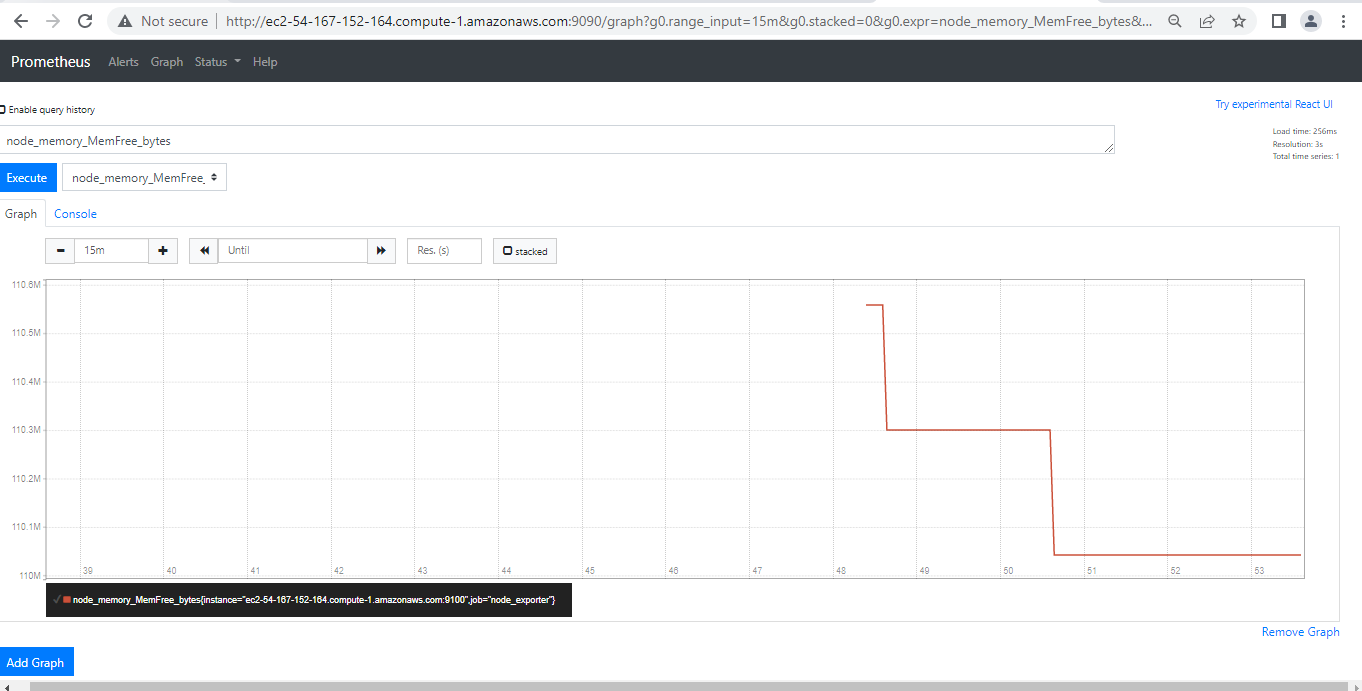 Not secure http://ec2-54-167-152-164.compute-1.amazonaws.com:9090/graph?g0.range_input=15m&g0.stacked=0&g0.expr=node_memory_MemFree_bytes&...
Prometheus Alerts Graph Status Help
Enable query history
Try experimental React UI
node_memory_MemFree_bytes
Load time: 256ms
Resolution: 3s
Total time series: 1
Execute node_memory_MemFree_
Graph Console
15m Until Res. (s) stacked
110.6M
110.5M
110.4M
110.3M
110.2M
110.1M
110M
39 40 41 42 43 44 45 46 47 48 49 50 51 52 53
node_memory_MemFree_bytes{instance="ec2-54-167-152-164.compute-1.amazonaws.com:9100",job="node_exporter"}
Remove Graph
Add Graph